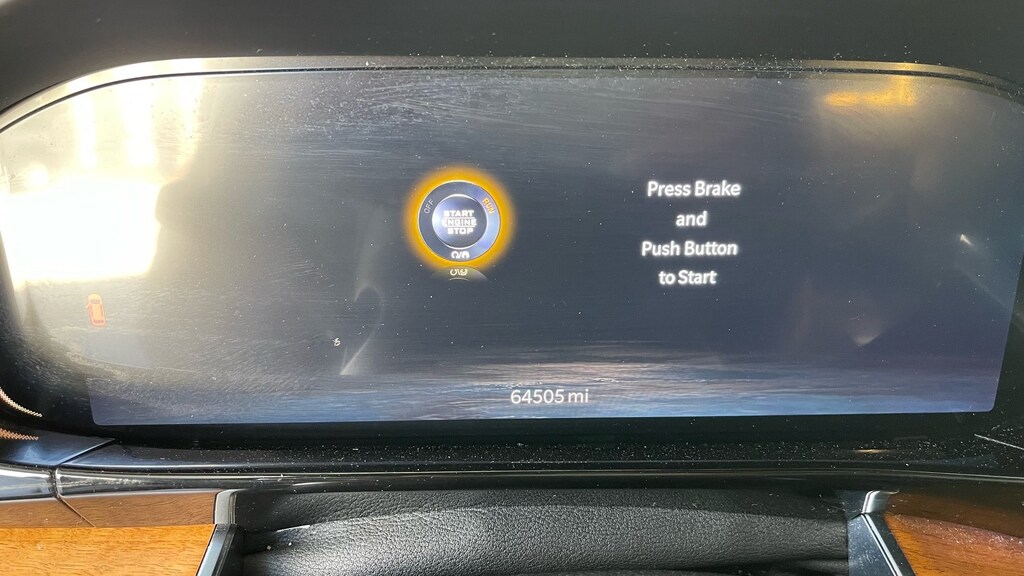 OFF
RUN
START
ENGINE
STOP
Press Brake
and
Push Button
to Start
64505 mi